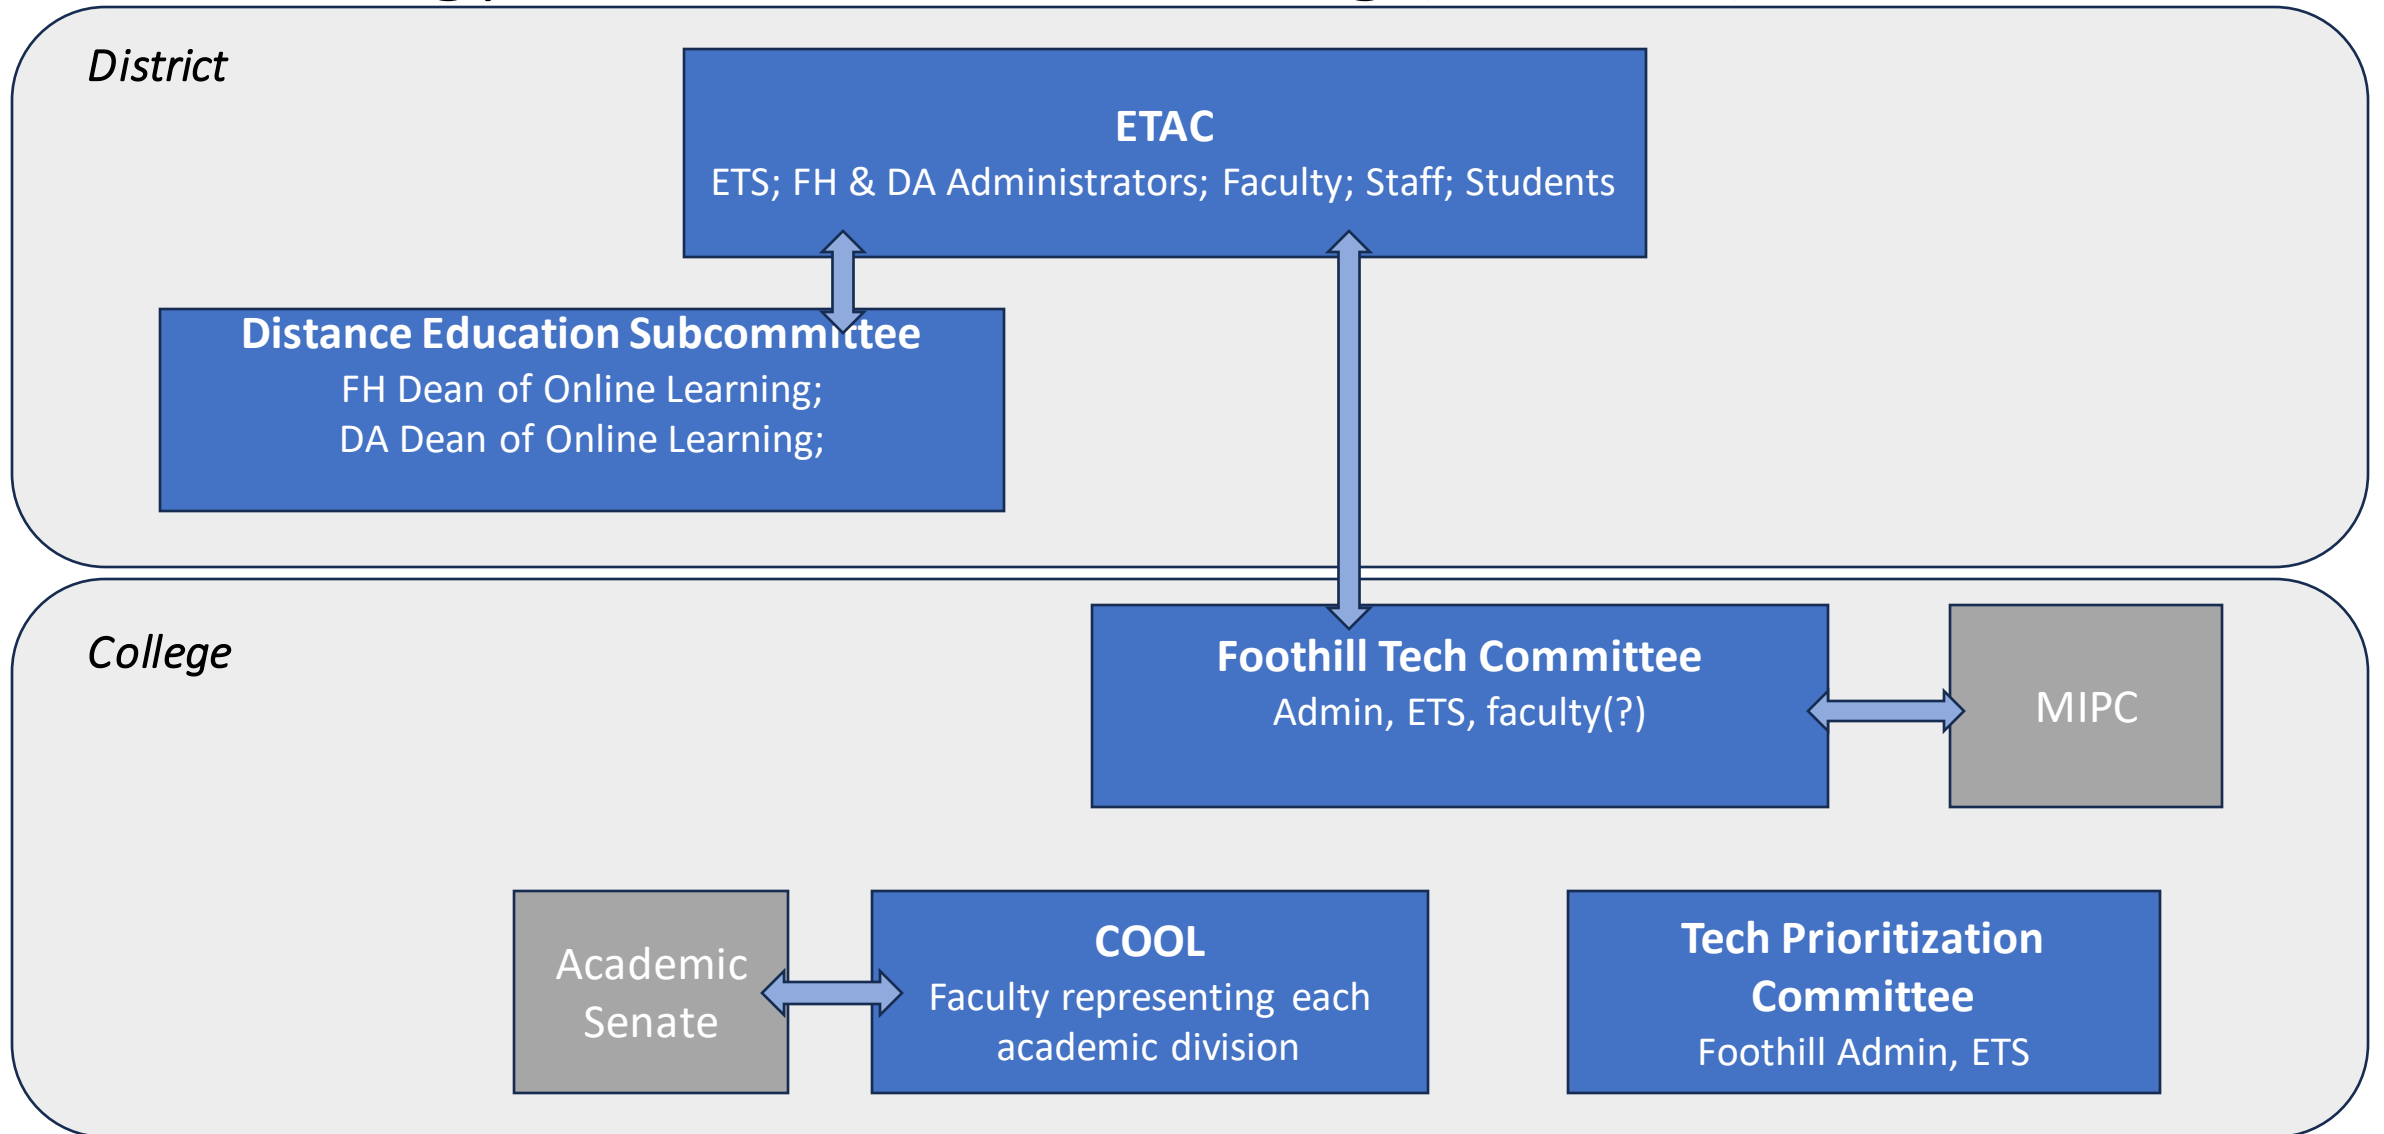 District
ETAC
ETS; FH & DA Administrators; Faculty; Staff; Students
Distance Education Subcommittee
FH Dean of Online Learning;
DA Dean of Online Learning;
College
Foothill Tech Committee
Admin, ETS, faculty(?)
MIPC
Academic
Senate
COOL
Faculty representing each
academic division
Tech Prioritization
Committee
Foothill Admin, ETS